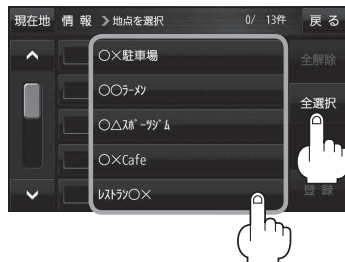 現在地 情 報 ❯地点を選択 0/ 13件 戻 る
○×駐車場
全解除
○○ﾗｰﾒﾝ
全選択
○△ｽﾎﾟｰﾂｼﾞﾑ
○×Cafe
ﾚｽﾄﾗﾝ○×
登 録